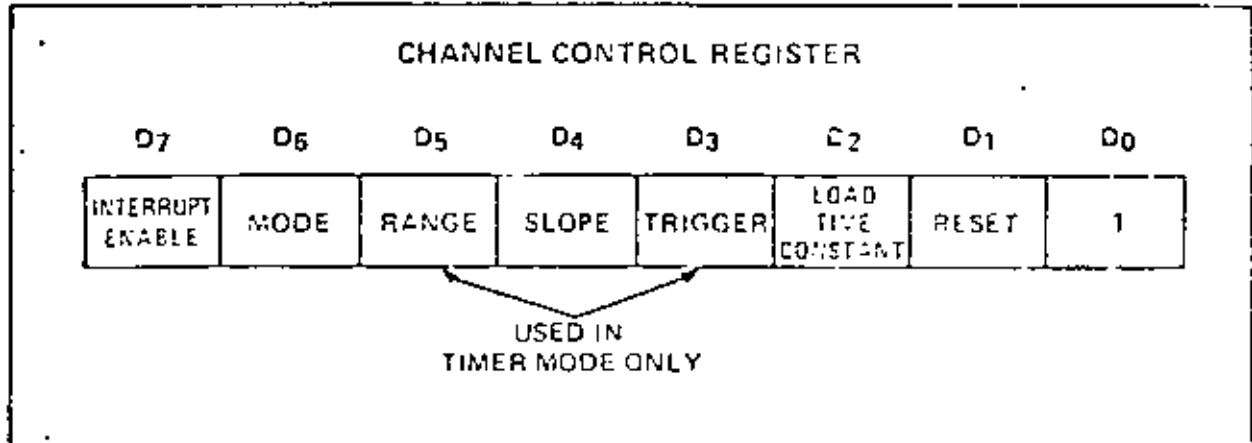 CHANNEL CONTROL REGISTER
D7 D6 D5 D4 D3 D2 D1 D0
INTERRUPT ENABLE
MODE
RANGE
SLOPE
TRIGGER
LOAD TIME CONSTANT
RESET
1
USED IN
TIMER MODE ONLY